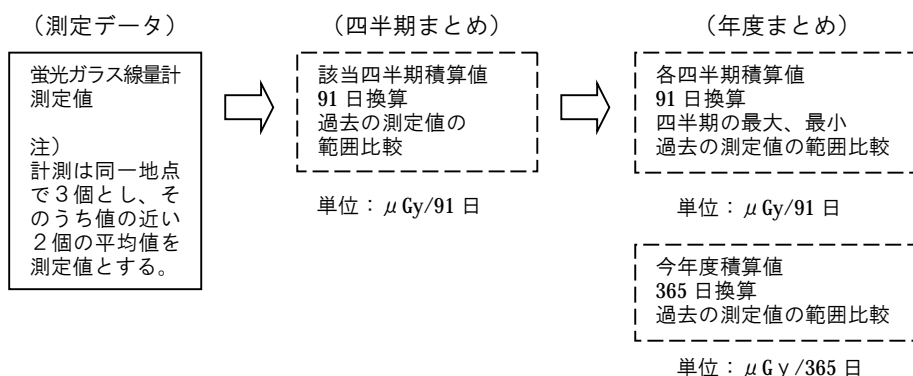 （測定データ）
蛍光ガラス線量計
測定値
注）
計測は同一地点
で３個とし、そ
のうち値の近い
２個の平均値を
測定値とする。
（四半期まとめ）
該当四半期積算値
91 日換算
過去の測定値の
範囲比較
単位：μGy/91 日
（年度まとめ）
各四半期積算値
91 日換算
四半期の最大、最小
過去の測定値の範囲比較
単位：μGy/91 日
今年度積算値
365 日換算
過去の測定値の範囲比較
単位：μGｙ/365 日